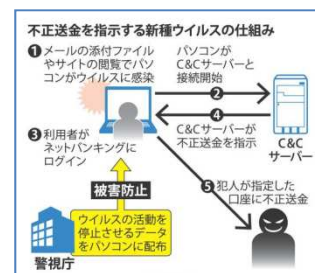 不正送金を指示する新種ウイルスの仕組み
❶メールの添付ファイル
やサイトの閲覧でパソ
コンがウイルスに感染
パソコンが
C&Cサーバーと
接続開始
❷
❹
C&Cサーバーが
不正送金を指示
C&C
サーバー
❸利用者が
ネットバンキングに
ログイン
被害防止
❺犯人が指定した
口座に不正送金
ウイルスの活動を
停止させるデータ
をパソコンに配布
警視庁